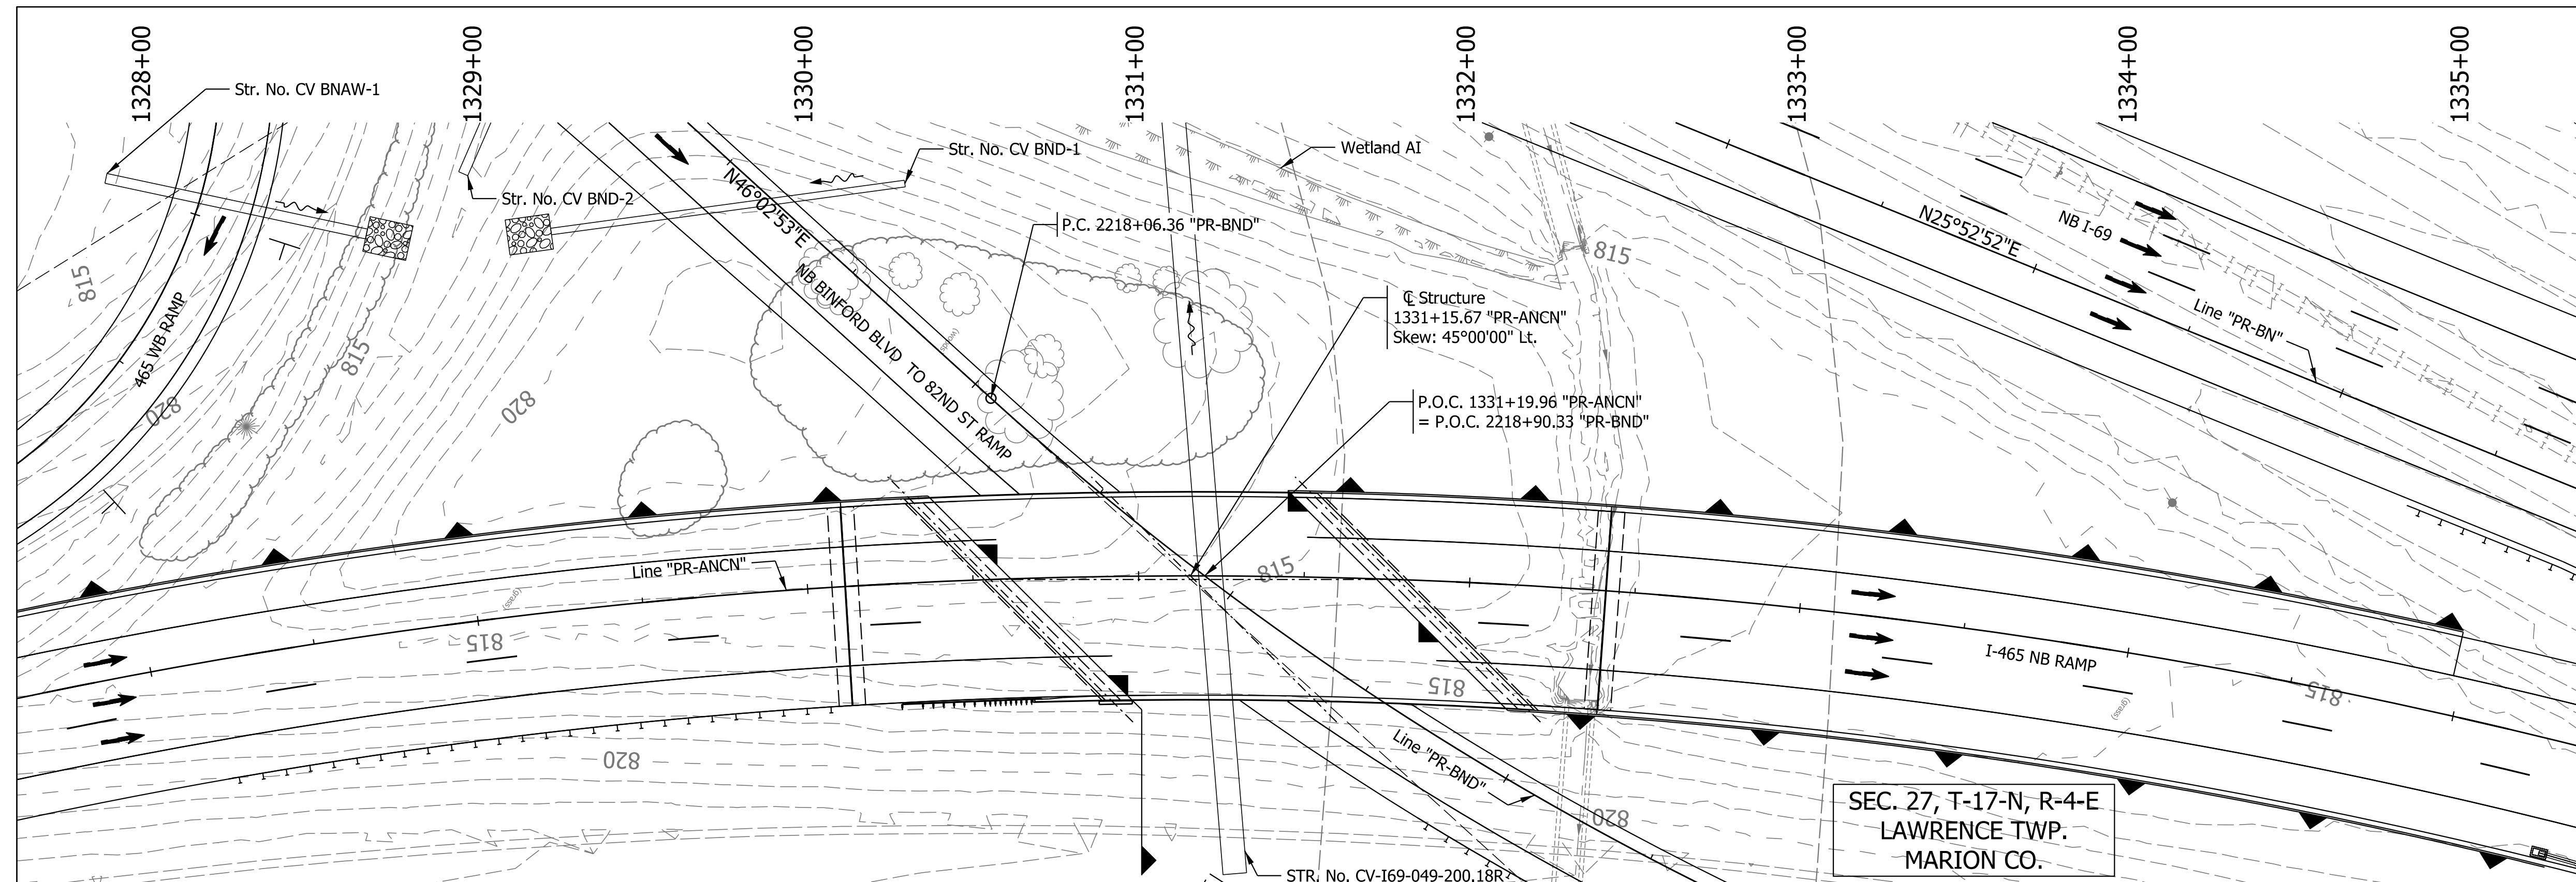 1328+00
1329+00
1330+00
1331+00
1332+00
1333+00
1334+00
1335+00
Str. No. CV BNAW-1
Str. No. CV BND-1
Wetland AI
Str. No. CV BND-2
N46°02'53"E
P.C. 2218+06.36 "PR-BND"
NB I-69
N25°52'52"E
815
815
NB BINFORD BLVD TO 82ND ST RAMP
℄ Structure
1331+15.67 "PR-ANCN"
Skew: 45°00'00" Lt.
Line "PR-BN"
465 WB RAMP
815
(woods)
820
820
P.O.C. 1331+19.96 "PR-ANCN"
= P.O.C. 2218+90.33 "PR-BND"
Line "PR-ANCN"
815
(grass)
815
I-465 NB RAMP
815
815
(grass)
820
Line "PR-BND"
820
SEC. 27, T-17-N, R-4-E
LAWRENCE TWP.
MARION CO.
STR. No. CV-I69-049-200.18R